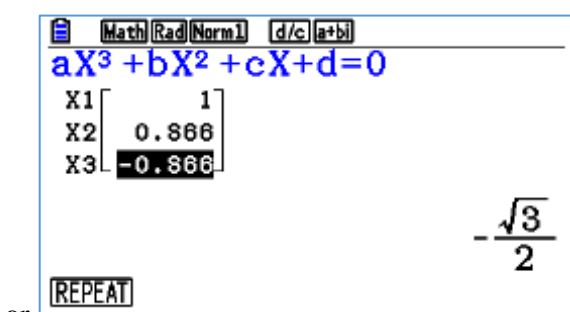 Math Rad Norm1 d/c a+bi
aX³+bX²+cX+d=0
X1[ 1]
X2[ 0.866]
X3[ -0.866]
-√3/2
REPEAT
or